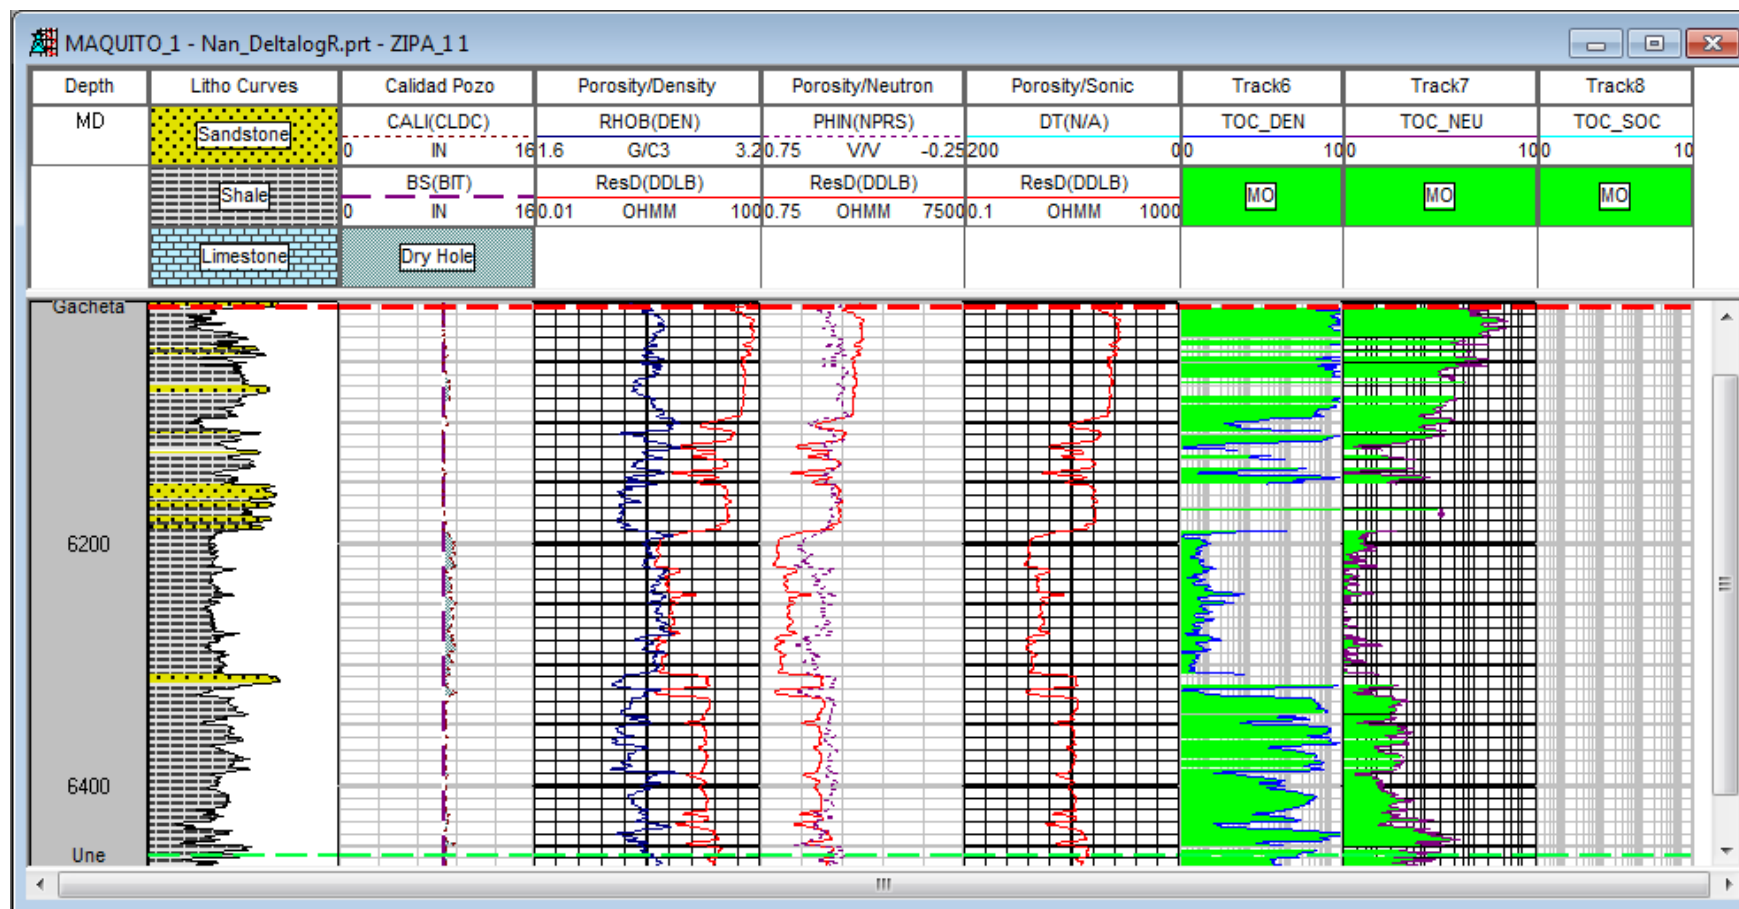 MAQUITO_1 - Nan_DeltalogR.prt - ZIPA_1 1
Depth Litho Curves Calidad Pozo Porosity/Density Porosity/Neutron Porosity/Sonic Track6 Track7 Track8
MD Sandstone CALI(CLDC) RHOB(DEN) PHIN(NPRS) DT(N/A) TOC_DEN TOC_NEU TOC_SOC
0 IN 16 1.6 G/C3 3.2 0.75 V/V -0.25 200 0 0 10 0 10 0 10
Shale BS(BIT) ResD(DDLB) ResD(DDLB) ResD(DDLB) MO MO MO
0 IN 16 0.01 OHMM 100 0.75 OHMM 7500 0.1 OHMM 1000
Limestone Dry Hole
Gacheta
6200
6400
Une